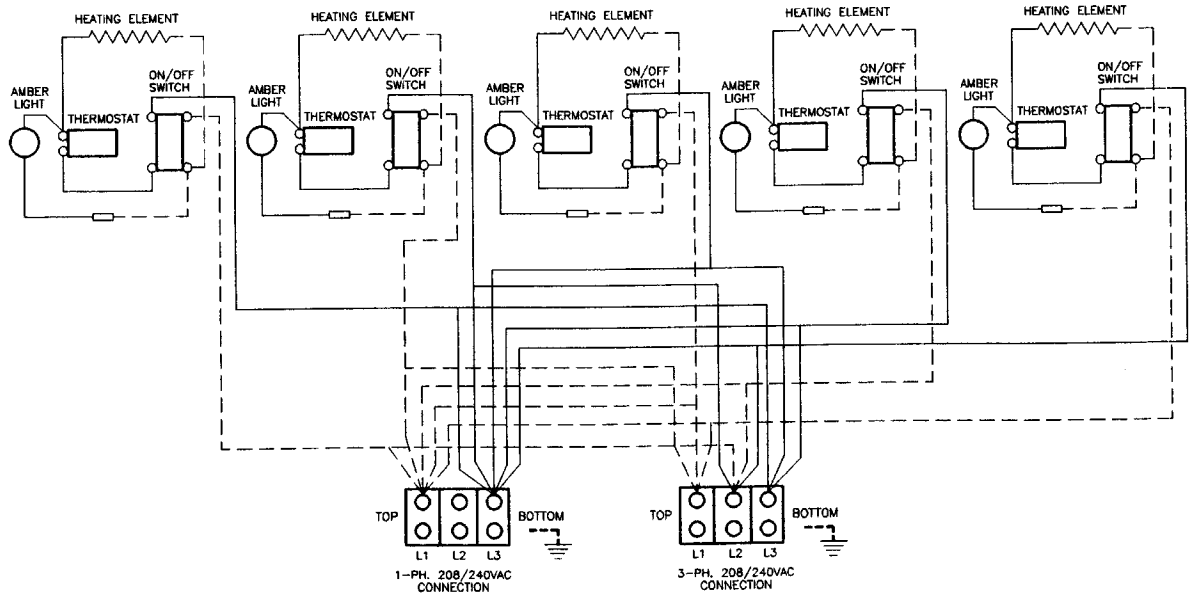 HEATING ELEMENT
HEATING ELEMENT
HEATING ELEMENT
HEATING ELEMENT
HEATING ELEMENT
AMBER
LIGHT
THERMOSTAT
ON/OFF
SWITCH
AMBER
LIGHT
THERMOSTAT
ON/OFF
SWITCH
AMBER
LIGHT
THERMOSTAT
ON/OFF
SWITCH
AMBER
LIGHT
THERMOSTAT
ON/OFF
SWITCH
AMBER
LIGHT
THERMOSTAT
ON/OFF
SWITCH
TOP
BOTTOM
L1
L2
L3
1-PH. 208/240VAC
CONNECTION
TOP
BOTTOM
L1
L2
L3
3-PH. 208/240VAC
CONNECTION